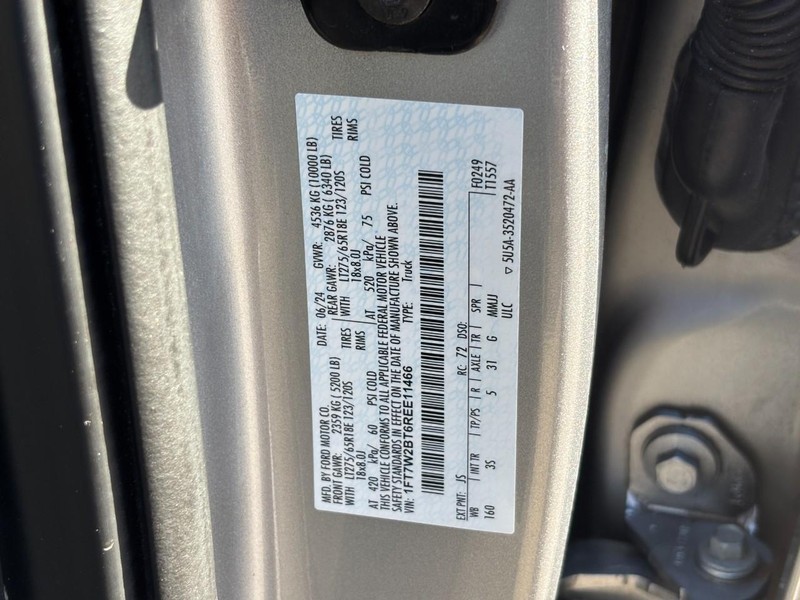 MFD. BY FORD MOTOR CO.
DATE: 06/24 GVWR: 4536 KG (10000 LB)
FRONT GAWR: 2359 KG ( 5200 LB) REAR GAWR: 2876 KG ( 6340 LB)
WITH LT275/65R18E 123/120S TIRES WITH LT275/65R18E 123/120S TIRES
18x8.0J RIMS 18x8.0J RIMS
AT 420 kPa/ 60 PSI COLD AT 520 kPa/ 75 PSI COLD
THIS VEHICLE CONFORMS TO ALL APPLICABLE FEDERAL MOTOR VEHICLE
SAFETY STANDARDS IN EFFECT ON THE DATE OF MANUFACTURE SHOWN ABOVE.
VIN: 1FT7W2BT6REE11466 TYPE: Truck
F0249
T1557
EXT PNT: JS RC: 72 DSO:
WB INT TR TP/PS R AXLE TR SPR
160 3S 5 31 G MMJJ
ULC
5U5A-3520472-AA